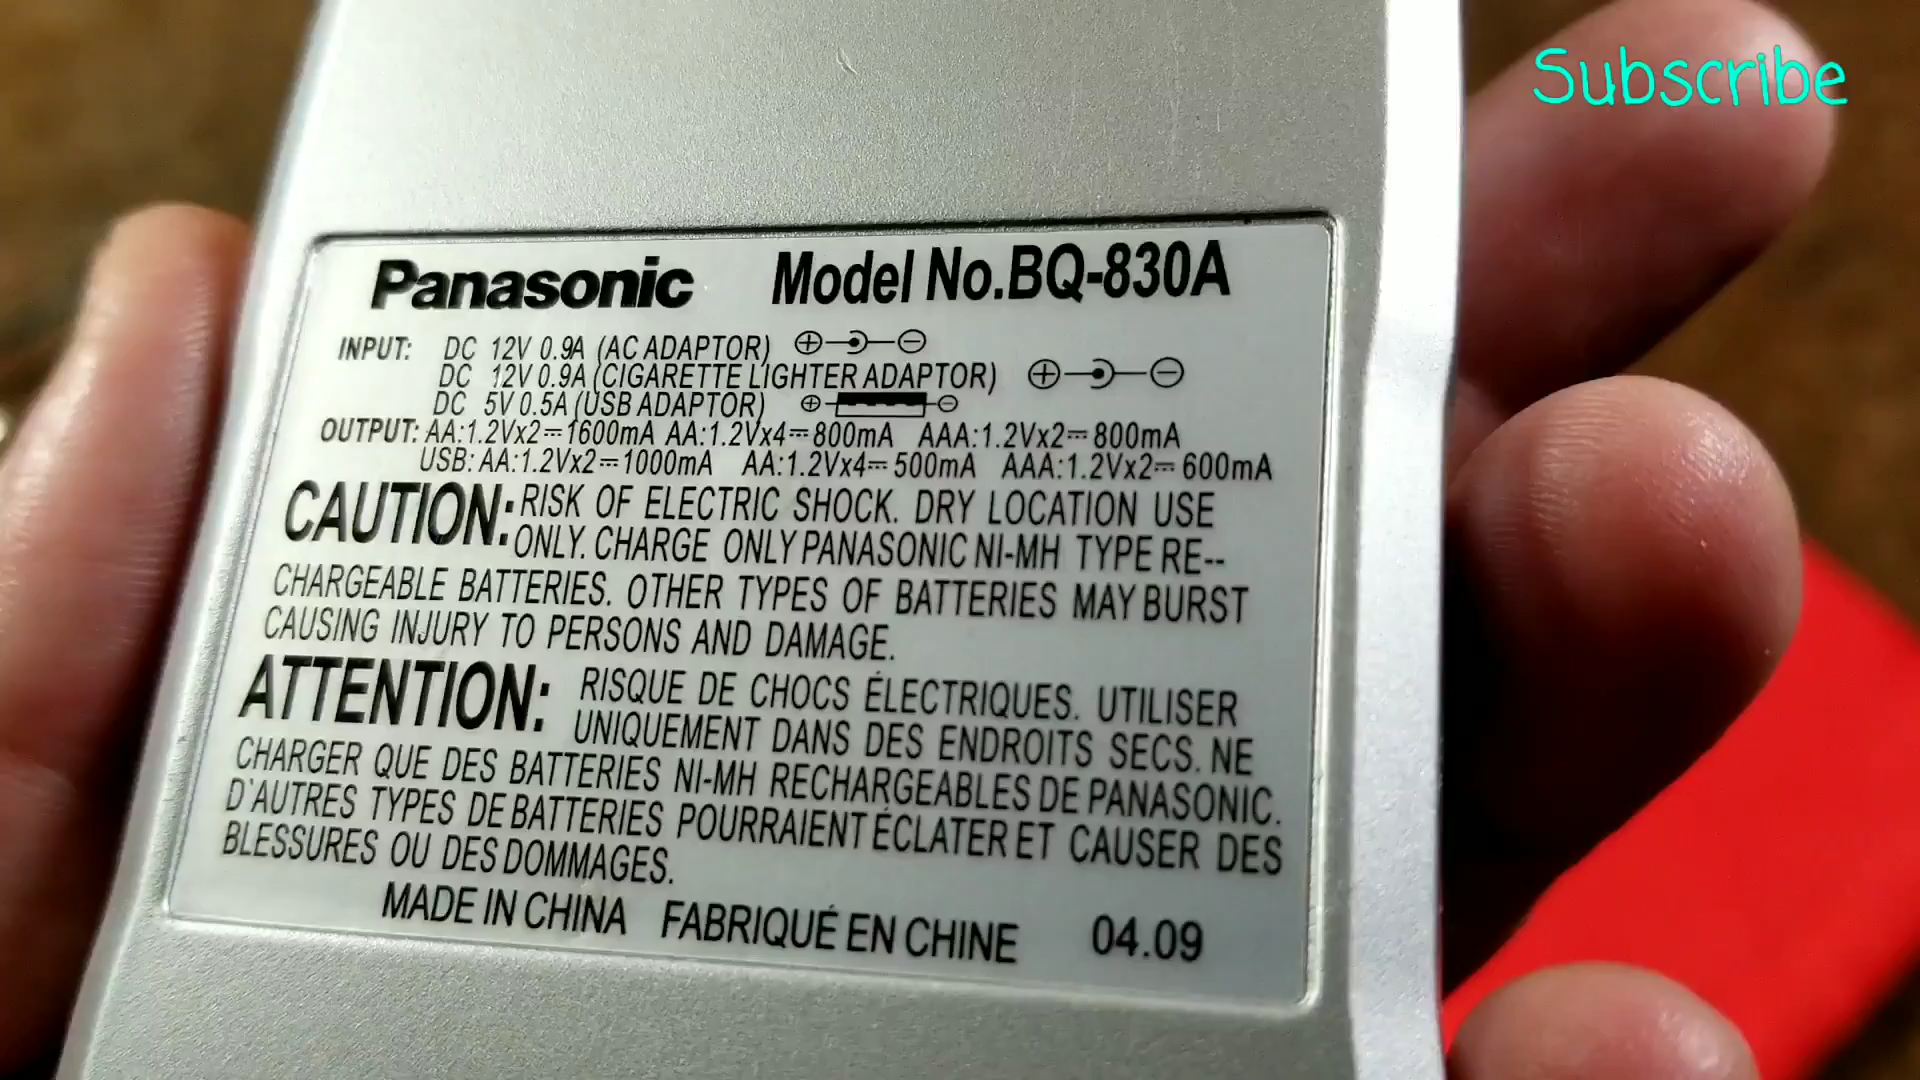 Subscribe
Panasonic Model No.BQ-830A
INPUT: DC 12V 0.9A (AC ADAPTOR)
DC 12V 0.9A (CIGARETTE LIGHTER ADAPTOR)
DC 5V 0.5A (USB ADAPTOR)
OUTPUT: AA:1.2Vx2⎓1600mA AA:1.2Vx4⎓800mA AAA:1.2Vx2⎓800mA
USB: AA:1.2Vx2⎓1000mA AA:1.2Vx4⎓500mA AAA:1.2Vx2⎓600mA
CAUTION: RISK OF ELECTRIC SHOCK. DRY LOCATION USE
ONLY. CHARGE ONLY PANASONIC NI-MH TYPE RE--
CHARGEABLE BATTERIES. OTHER TYPES OF BATTERIES MAY BURST
CAUSING INJURY TO PERSONS AND DAMAGE.
ATTENTION: RISQUE DE CHOCS ÉLECTRIQUES. UTILISER
UNIQUEMENT DANS DES ENDROITS SECS. NE
CHARGER QUE DES BATTERIES NI-MH RECHARGEABLES DE PANASONIC.
D'AUTRES TYPES DE BATTERIES POURRAIENT ÉCLATER ET CAUSER DES
BLESSURES OU DES DOMMAGES.
MADE IN CHINA FABRIQUÉ EN CHINE 04.09